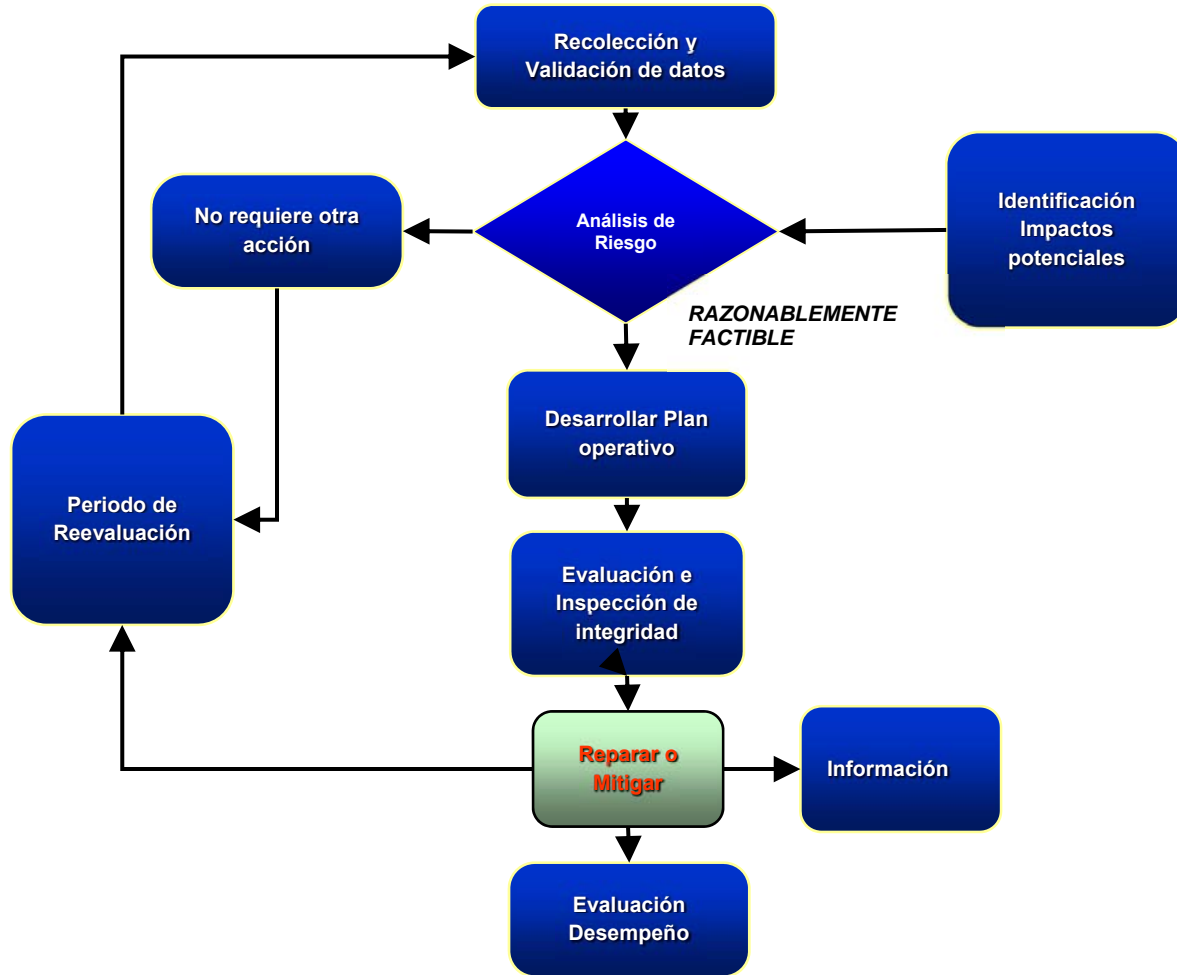 Recolección y
Validación de datos
No requiere otra
acción
Análisis de
Riesgo
Identificación
Impactos
potenciales
RAZONABLEMENTE
FACTIBLE
Desarrollar Plan
operativo
Periodo de
Reevaluación
Evaluación e
Inspección de
integridad
Reparar o
Mitigar
Información
Evaluación
Desempeño